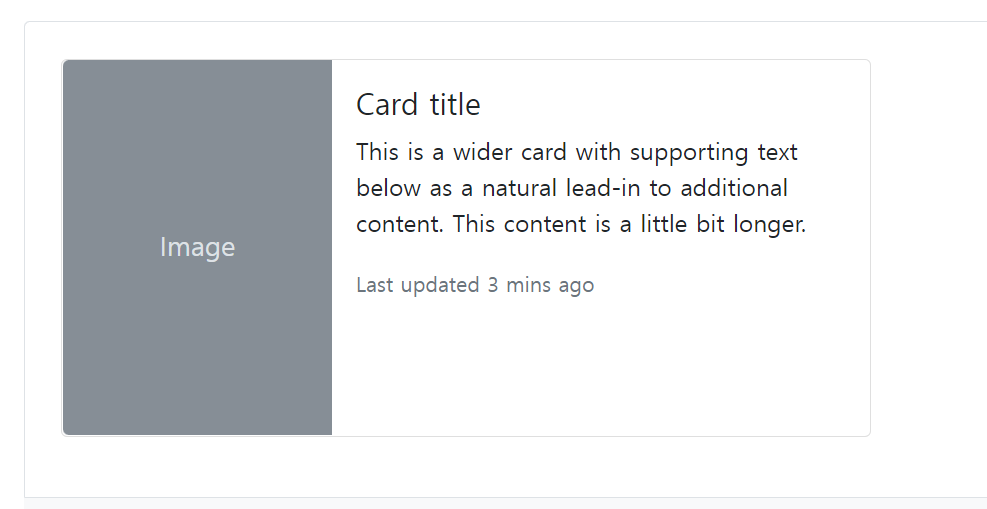 Image
Card title
This is a wider card with supporting text
below as a natural lead-in to additional
content. This content is a little bit longer.
Last updated 3 mins ago